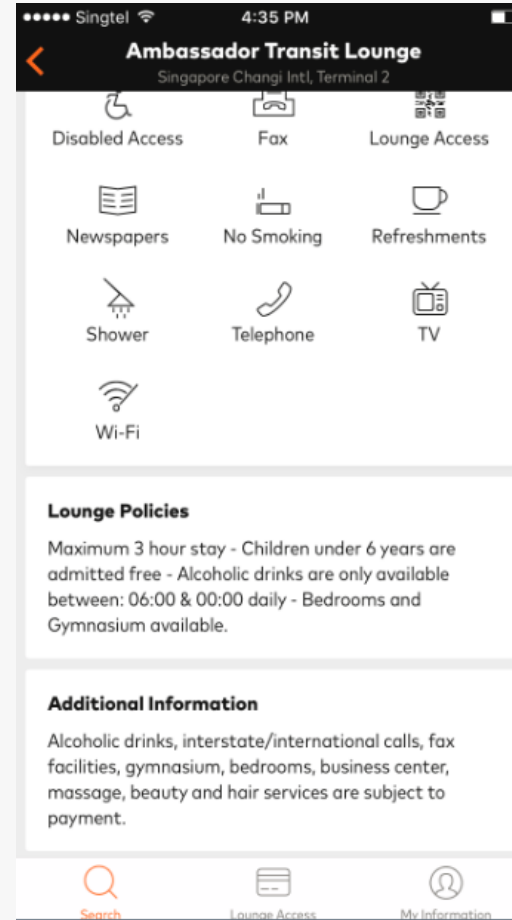 Singtel 4:35 PM
Ambassador Transit Lounge
Singapore Changi Intl, Terminal 2
Disabled Access Fax Lounge Access
Newspapers No Smoking Refreshments
Shower Telephone TV
Wi-Fi
Lounge Policies
Maximum 3 hour stay - Children under 6 years are
admitted free - Alcoholic drinks are only available
between: 06:00 & 00:00 daily - Bedrooms and
Gymnasium available.
Additional Information
Alcoholic drinks, interstate/international calls, fax
facilities, gymnasium, bedrooms, business center,
massage, beauty and hair services are subject to
payment.
Search Lounge Access My Information